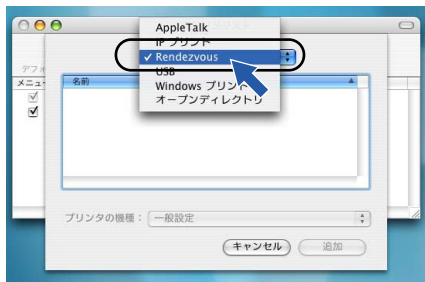 AppleTalk
IP プリント
✓ Rendezvous
USB
Windows プリント
オープンディレクトリ
デフォ
メニュー
名前
プリンタの機種：
一般設定
キャンセル
追加